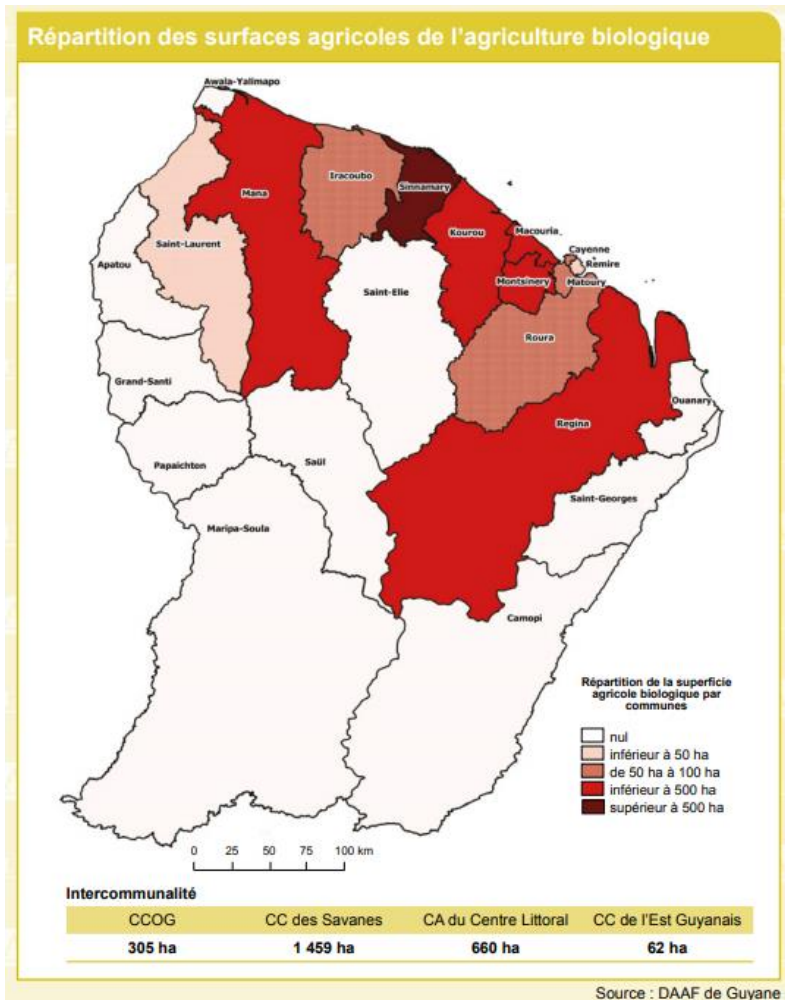 Répartition des surfaces agricoles de l'agriculture biologique
Awala-Yalimapo
Iracoubo
Sinnamary
Mana
Kourou
Macouria
Saint-Laurent
Cayenne
Remire
Apatou
Saint-Elie
Montsinery
Matoury
Roura
Grand-Santi
Ouanary
Regina
Papaichton
Saül
Saint-Georges
Maripa-Soula
Camopi
Répartition de la superficie
agricole biologique par
communes
nul
inférieur à 50 ha
de 50 ha à 100 ha
inférieur à 500 ha
supérieur à 500 ha
0 25 50 75 100 km
Intercommunalité
CCOG CC des Savanes CA du Centre Littoral CC de l'Est Guyanais
305 ha 1 459 ha 660 ha 62 ha
Source : DAAF de Guyane